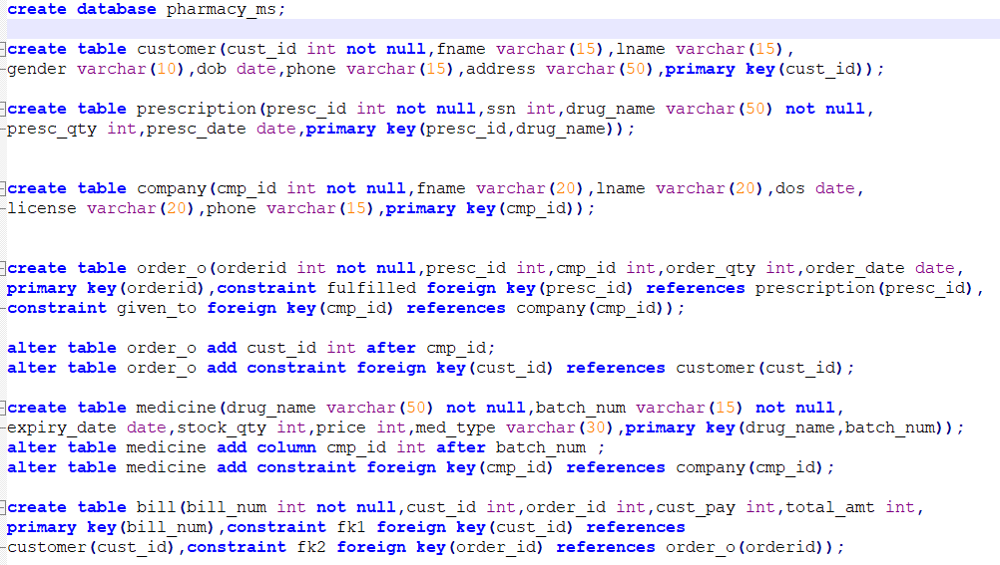 create database pharmacy_ms;
create table customer(cust_id int not null,fname varchar(15),lname varchar(15),
gender varchar(10),dob date,phone varchar(15),address varchar(50),primary key(cust_id));
create table prescription(presc_id int not null,ssn int,drug_name varchar(50) not null,
presc_qty int,presc_date date,primary key(presc_id,drug_name));
create table company(cmp_id int not null,fname varchar(20),lname varchar(20),dos date,
license varchar(20),phone varchar(15),primary key(cmp_id));
create table order_o(orderid int not null,presc_id int,cmp_id int,order_qty int,order_date date,
primary key(orderid),constraint fulfilled foreign key(presc_id) references prescription(presc_id),
constraint given_to foreign key(cmp_id) references company(cmp_id));
alter table order_o add cust_id int after cmp_id;
alter table order_o add constraint foreign key(cust_id) references customer(cust_id);
create table medicine(drug_name varchar(50) not null,batch_num varchar(15) not null,
expiry_date date,stock_qty int,price int,med_type varchar(30),primary key(drug_name,batch_num));
alter table medicine add column cmp_id int after batch_num ;
alter table medicine add constraint foreign key(cmp_id) references company(cmp_id);
create table bill(bill_num int not null,cust_id int,order_id int,cust_pay int,total_amt int,
primary key(bill_num),constraint fk1 foreign key(cust_id) references
customer(cust_id),constraint fk2 foreign key(order_id) references order_o(orderid));